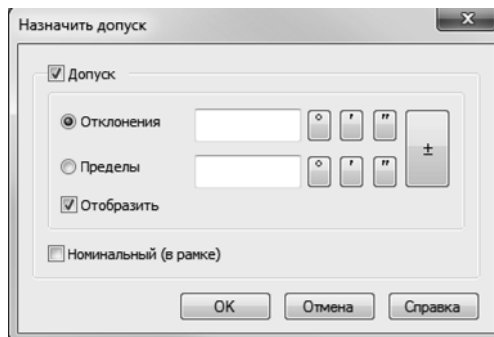 Назначить допуск
x
Допуск
Отклонения ° ' "
Пределы ° ' "
±
Отобразить
Номинальный (в рамке)
OK Отмена Справка